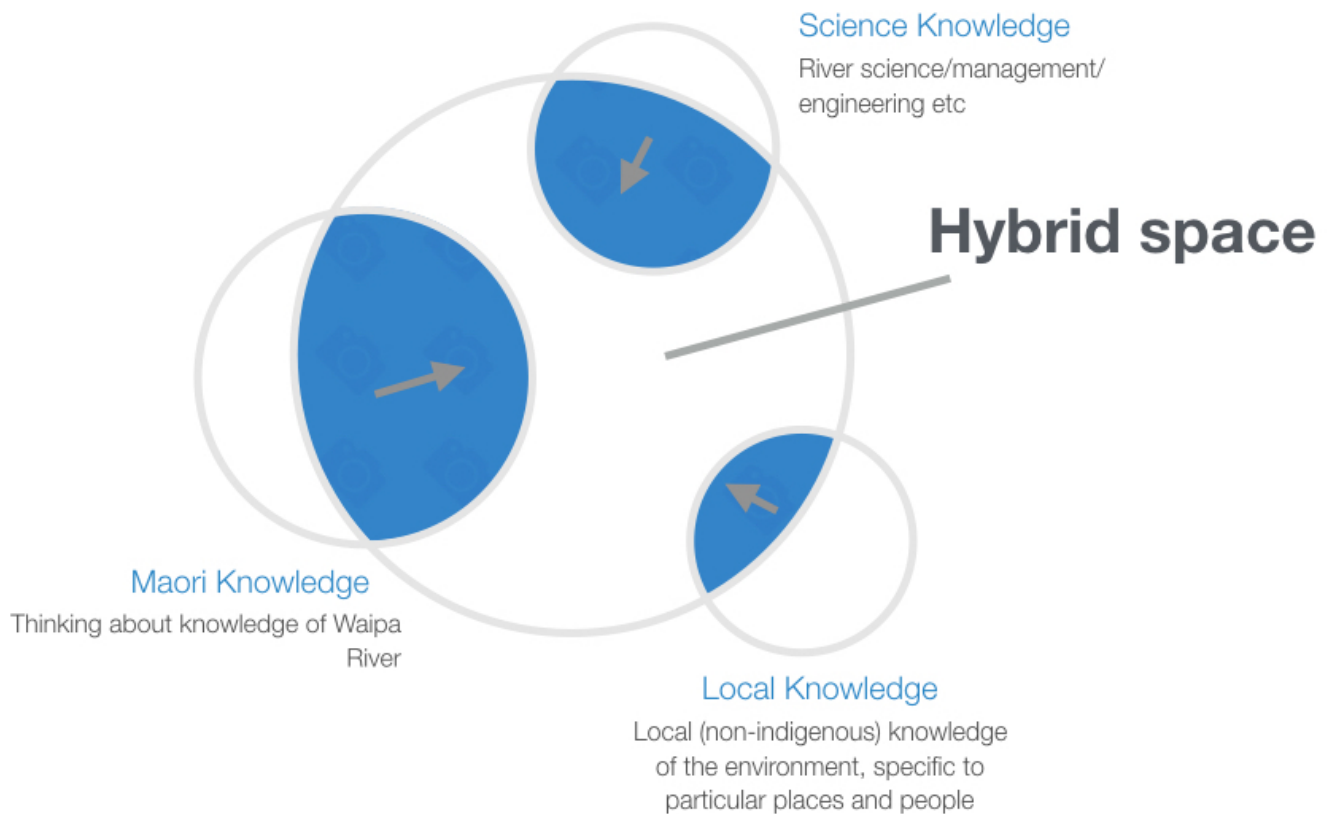 Science Knowledge
River science/management/
engineering etc
Hybrid space
Maori Knowledge
Thinking about knowledge of Waipa
River
Local Knowledge
Local (non-indigenous) knowledge
of the environment, specific to
particular places and people